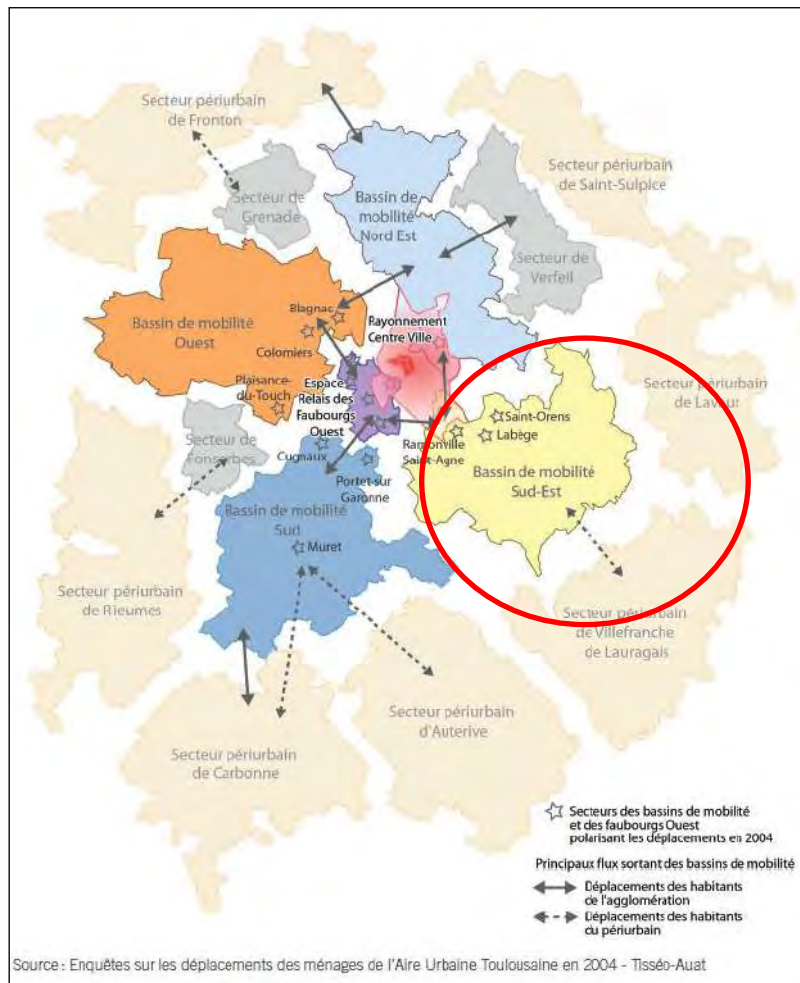 Secteur périurbain
de Fronton
Secteur périurbain
de Saint-Sulpice
Secteur de
Grenade
Bassin de
mobilité
Nord Est
Secteur de
Verfeil
Blagnac
Bassin de mobilité
Ouest
Colomiers
Rayonnement
Centre Ville
Plaisance-
du-Touch
Espace
Relais des
Faubourgs
Ouest
Secteur périurbain
de Lavaur
Saint-Orens
Labège
Ramonville
Saint-Agne
Secteur de
Fonsorbes
Cugnaux
Portet-sur
Garonne
Bassin de mobilité
Sud-Est
Bassin de mobilité
Sud
Muret
Secteur périurbain
de Rieumes
Secteur périurbain
de Villefranche
de Lauragais
Secteur périurbain
d'Auterive
Secteur périurbain
de Carbonne
Secteurs des bassins de mobilité
et des faubourgs Ouest
polarisant les déplacements en 2004
Principaux flux sortant des bassins de mobilité
Déplacements des habitants
de l'agglomération
Déplacements des habitants
du périurbain
Source : Enquêtes sur les déplacements des ménages de l'Aire Urbaine Toulousaine en 2004 - Tisséo-Auat